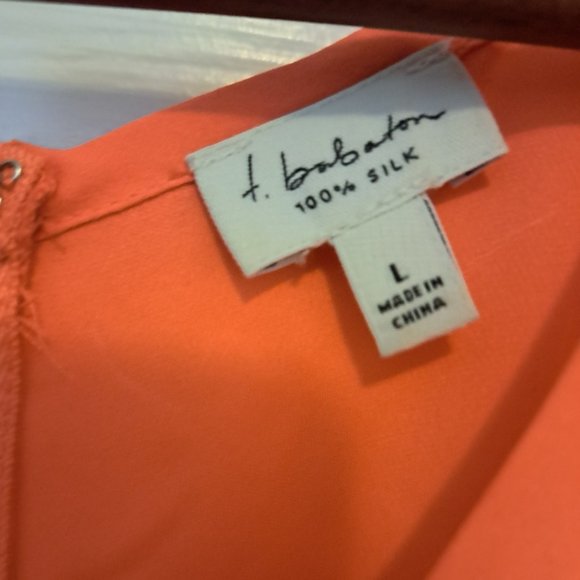 t. babaton
100% SILK
L
MADE IN
CHINA